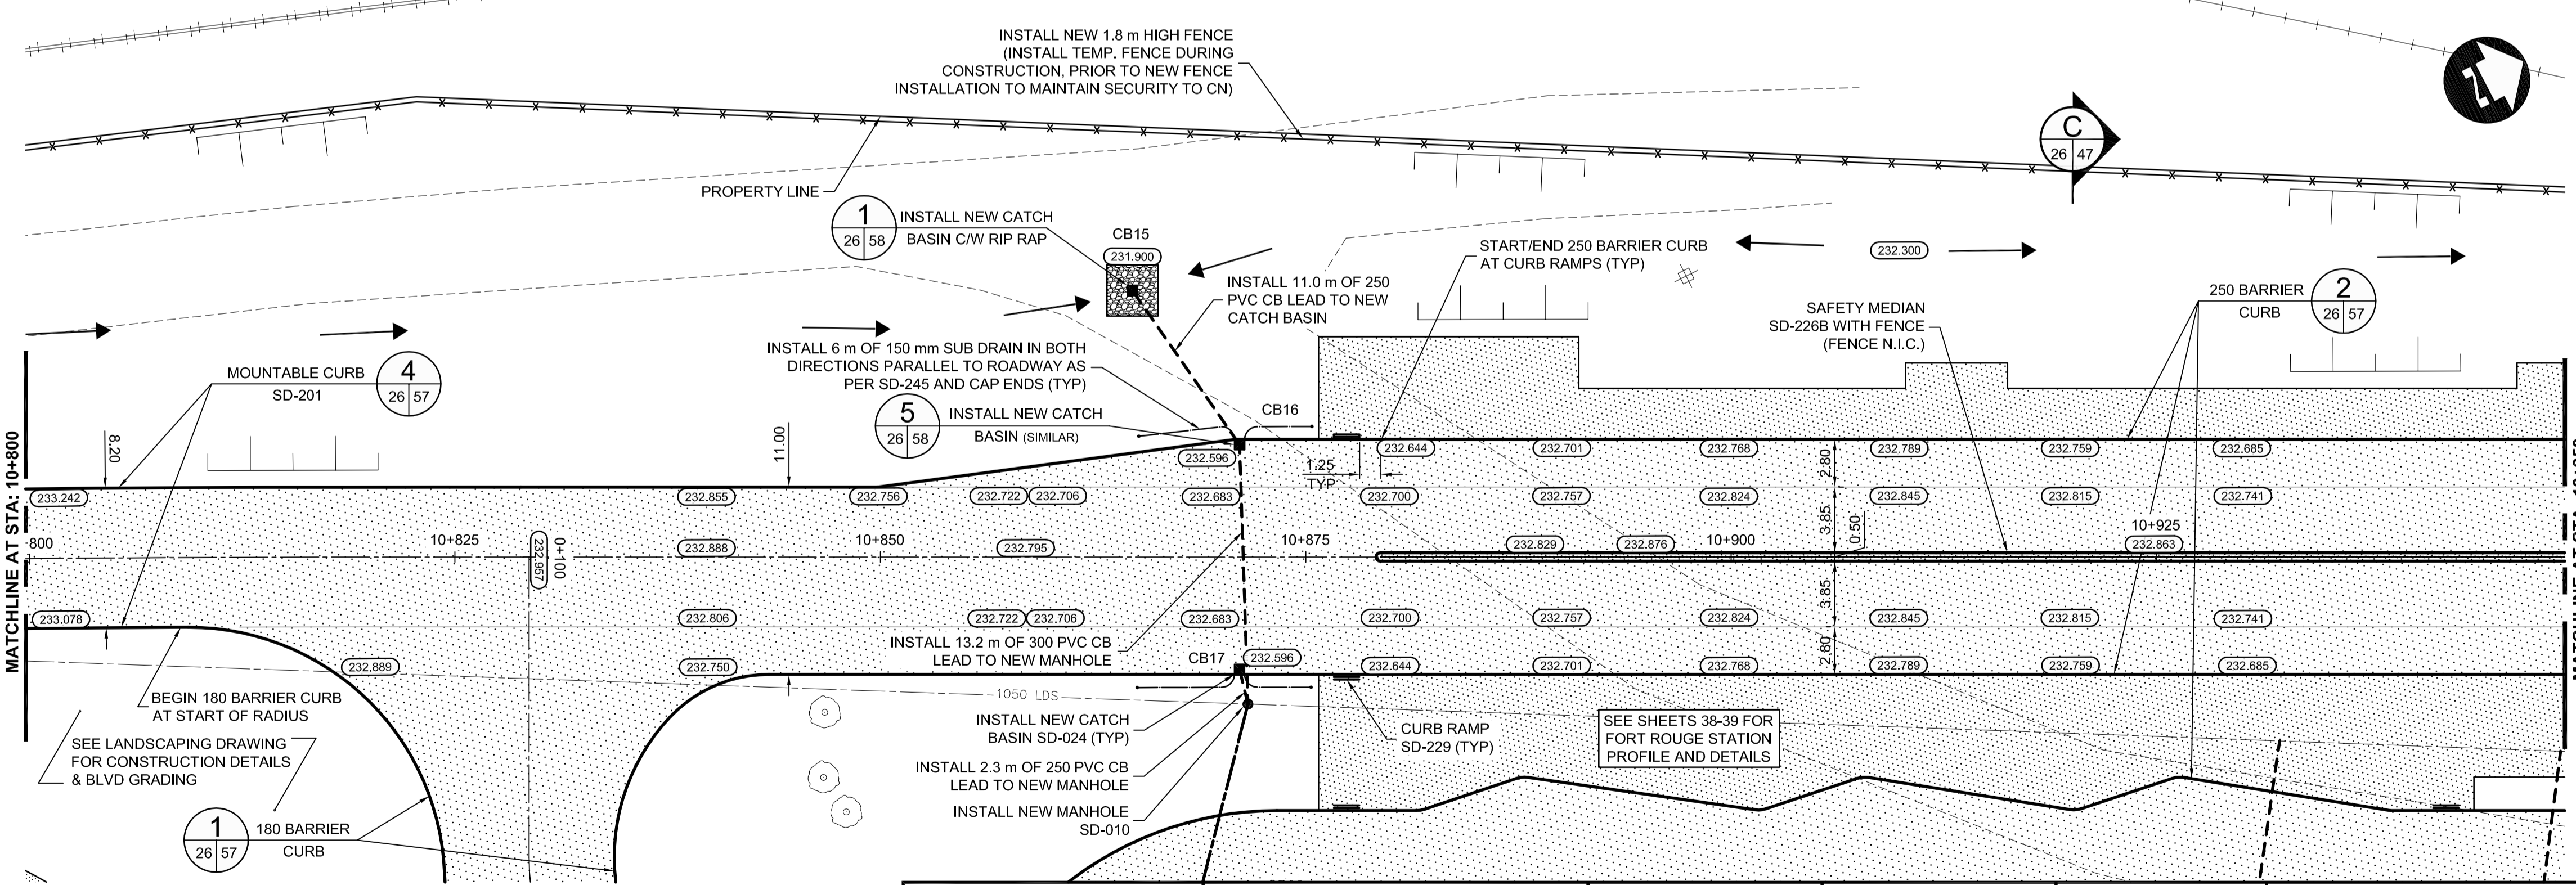 INSTALL NEW 1.8 m HIGH FENCE
(INSTALL TEMP. FENCE DURING
CONSTRUCTION, PRIOR TO NEW FENCE
INSTALLATION TO MAINTAIN SECURITY TO CN)
N
C
26 47
PROPERTY LINE
1
26 58
INSTALL NEW CATCH
BASIN C/W RIP RAP
CB15
231.900
START/END 250 BARRIER CURB
AT CURB RAMPS (TYP)
232.300
INSTALL 11.0 m OF 250
PVC CB LEAD TO NEW
CATCH BASIN
250 BARRIER
CURB
2
26 57
SAFETY MEDIAN
SD-226B WITH FENCE
(FENCE N.I.C.)
INSTALL 6 m OF 150 mm SUB DRAIN IN BOTH
DIRECTIONS PARALLEL TO ROADWAY AS
PER SD-245 AND CAP ENDS (TYP)
MOUNTABLE CURB
SD-201
4
26 57
5
26 58
INSTALL NEW CATCH
BASIN (SIMILAR)
CB16
MATCHLINE AT STA: 10+800
8.20
11.00
232.596
1.25
TYP
232.644
232.701
232.768
2.80
232.789
232.759
232.685
233.242
232.855
232.756
232.722
232.706
232.683
232.700
232.757
232.824
232.845
232.815
232.741
3.85
0.50
800
10+825
232.957
0+100
232.888
10+850
232.795
10+875
232.829
232.876
10+900
10+925
232.863
3.85
233.078
232.806
232.722
232.706
232.683
232.700
232.757
232.824
232.845
232.815
232.741
INSTALL 13.2 m OF 300 PVC CB
LEAD TO NEW MANHOLE
CB17
232.596
2.80
232.889
232.750
232.644
232.701
232.768
232.789
232.759
232.685
1050 LDS
BEGIN 180 BARRIER CURB
AT START OF RADIUS
SEE LANDSCAPING DRAWING
FOR CONSTRUCTION DETAILS
& BLVD GRADING
INSTALL NEW CATCH
BASIN SD-024 (TYP)
CURB RAMP
SD-229 (TYP)
SEE SHEETS 38-39 FOR
FORT ROUGE STATION
PROFILE AND DETAILS
INSTALL 2.3 m OF 250 PVC CB
LEAD TO NEW MANHOLE
INSTALL NEW MANHOLE
SD-010
1
26 57
180 BARRIER
CURB